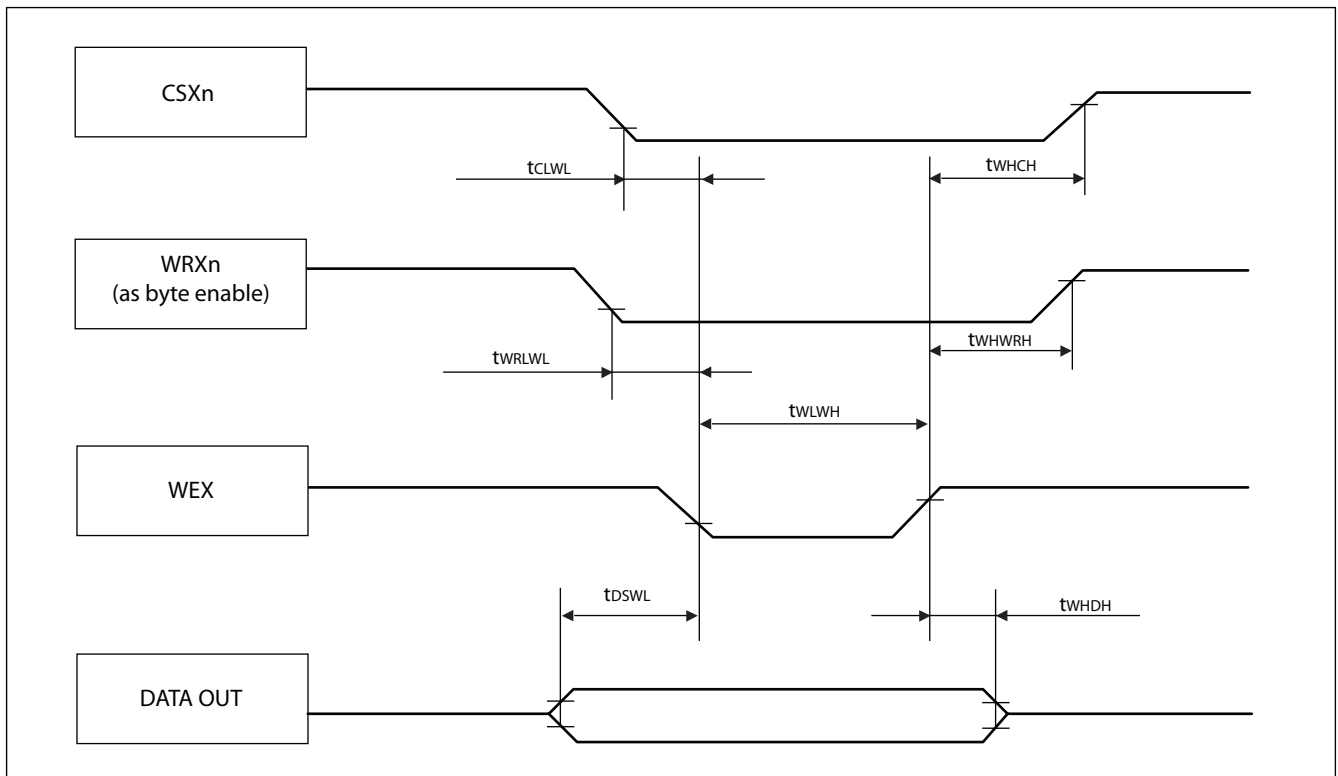 CSXn
tCLWL
tWHCH
WRXn
(as byte enable)
tWRLWL
tWHWRH
tWLWH
WEX
tDSWL
tWHDH
DATA OUT